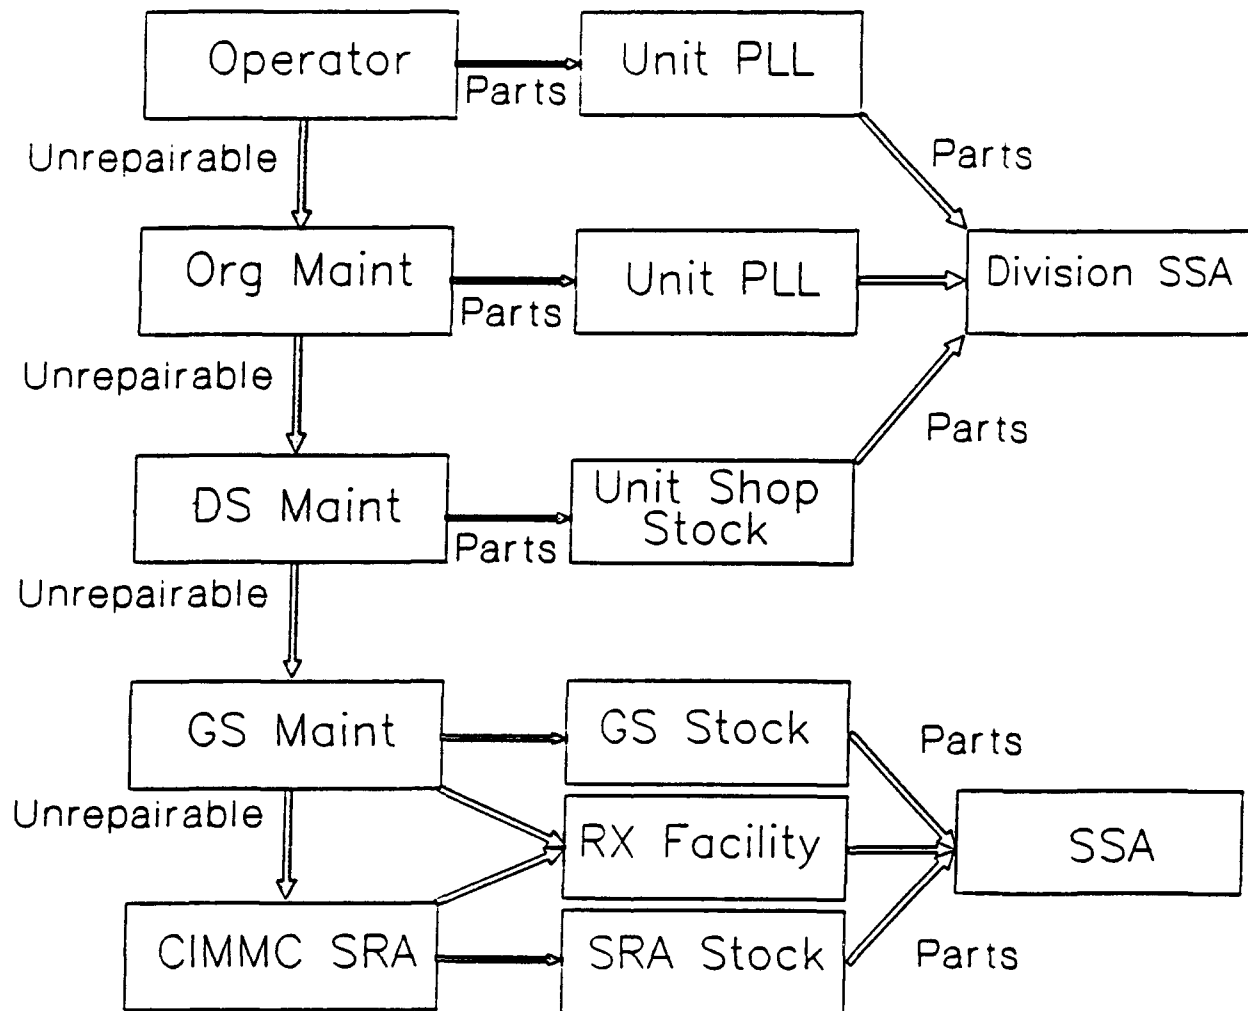 Operator
Parts
Unit PLL
Unrepairable
Parts
Org Maint
Parts
Unit PLL
Division SSA
Unrepairable
Parts
DS Maint
Parts
Unit Shop
Stock
Unrepairable
GS Maint
GS Stock
Parts
Unrepairable
RX Facility
SSA
CIMMC SRA
SRA Stock
Parts